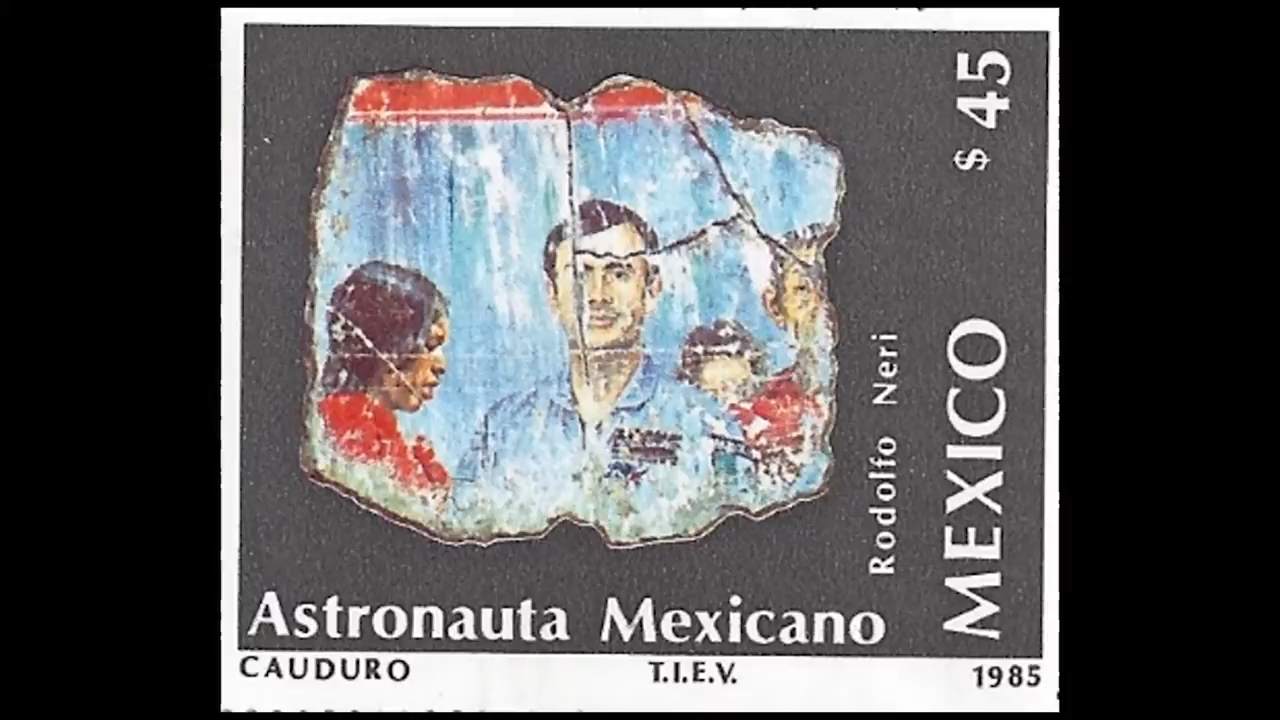 $ 45
MEXICO
Rodolfo Neri
Astronauta Mexicano
CAUDURO T.I.E.V. 1985